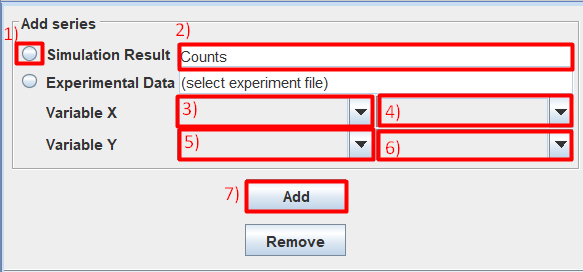 Add series
1)
2)
Simulation Result Counts
Experimental Data (select experiment file)
Variable X 3) 4)
Variable Y 5) 6)
7) Add
Remove